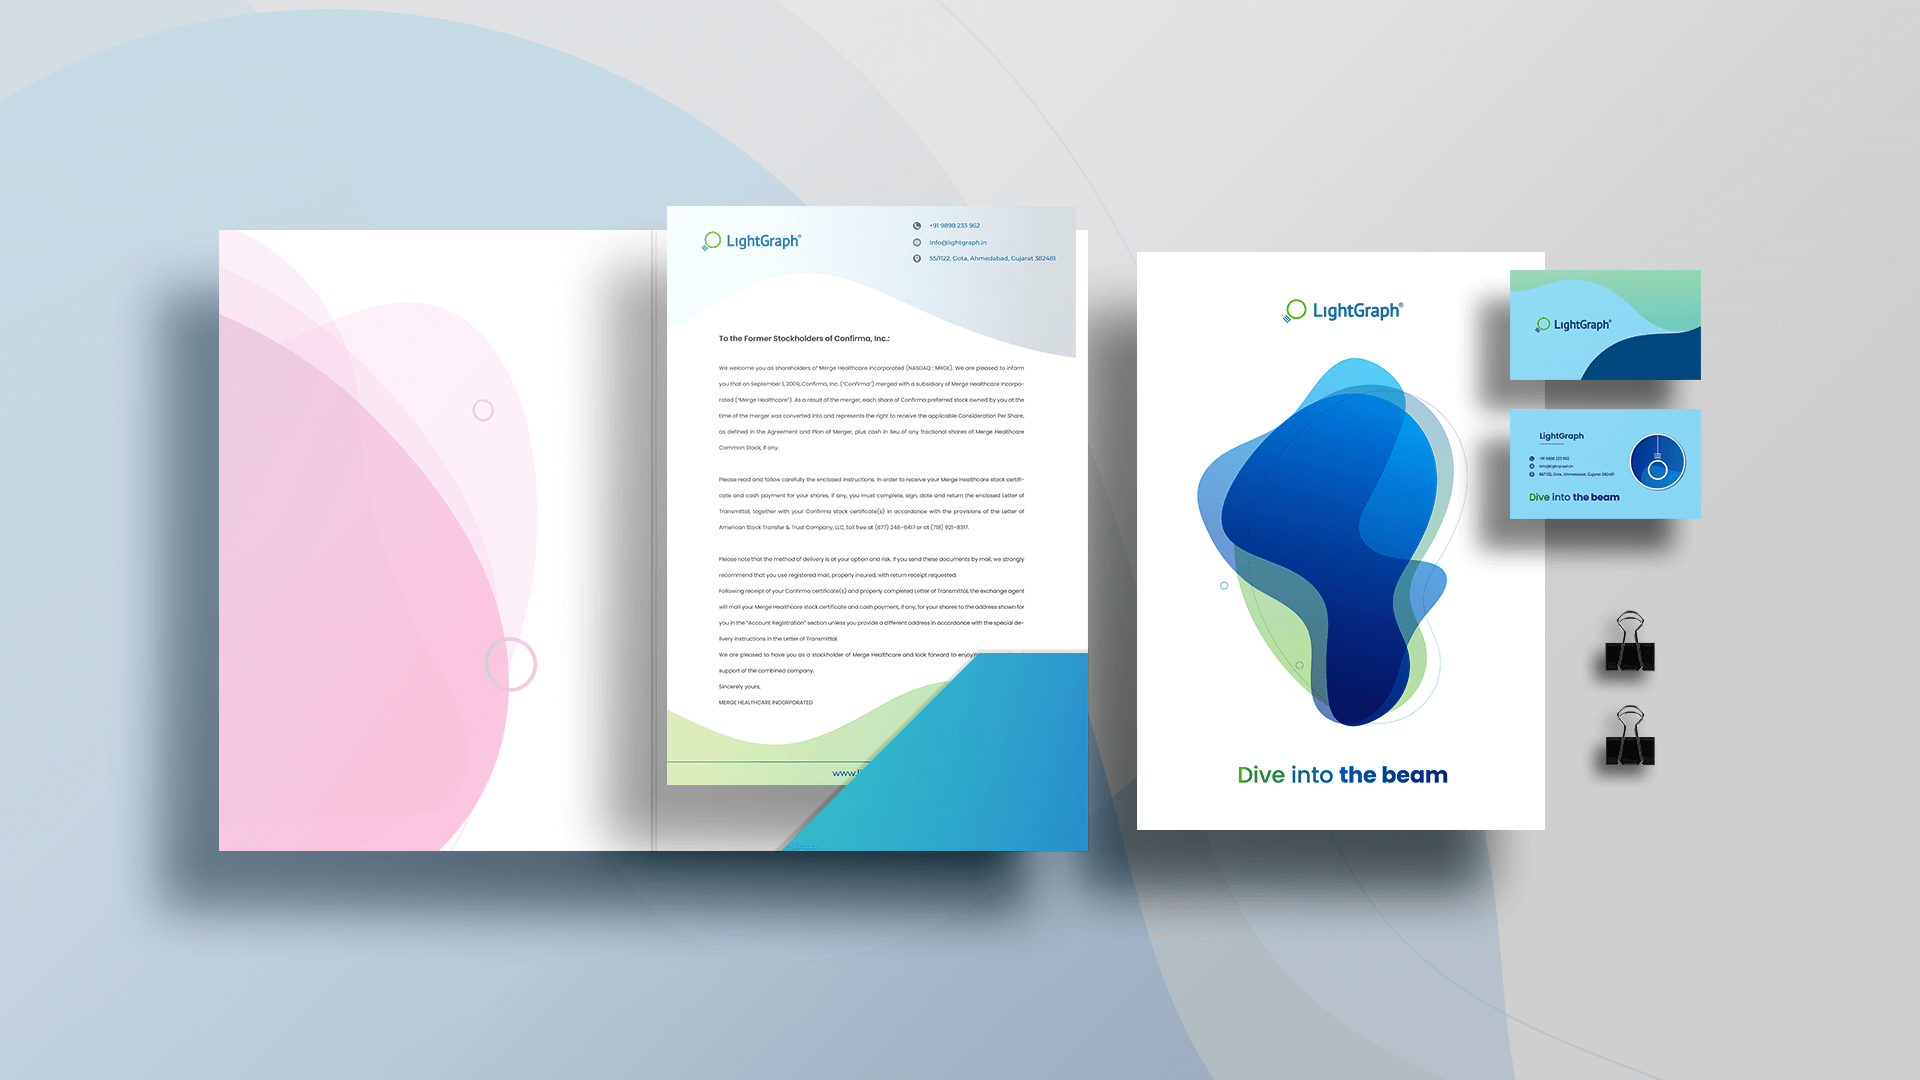 LightGraph®
+91 9898 233 962
info@lightgraph.in
55/1122, Gota, Ahmedabad, Gujarat 382481
To the Former Stockholders of Confirma, Inc.:
We welcome you as shareholders of Merge Healthcare Incorporated (NASDAQ : MRGE). We are pleased to inform
you that on September 1, 2009, Confirma, Inc. ("Confirma") merged with a subsidiary of Merge Healthcare Incorpo-
rated ("Merge Healthcare"). As a result of the merger, each share of Confirma preferred stock owned by you at the
time of the merger was converted into and represents the right to receive the applicable Consideration Per Share,
as defined in the Agreement and Plan of Merger, plus cash in lieu of any fractional shares of Merge Healthcare
Common Stock, if any.
Please read and follow carefully the enclosed instructions. In order to receive your Merge Healthcare stock certifi-
cate and cash payment for your shares, if any, you must complete, sign, date and return the enclosed Letter of
Transmittal, together with your Confirma stock certificate(s) in accordance with the provisions of the Letter of
American Stock Transfer & Trust Company, LLC, toll free at (877) 248-6417 or at (718) 921-8317.
Please note that the method of delivery is at your option and risk. If you send these documents by mail, we strongly
recommend that you use registered mail, properly insured, with return receipt requested.
Following receipt of your Confirma certificate(s) and properly completed Letter of Transmittal, the exchange agent
will mail your Merge Healthcare stock certificate and cash payment, if any, for your shares to the address shown for
you in the "Account Registration" section unless you provide a different address in accordance with the special de-
livery instructions in the Letter of Transmittal.
We are pleased to have you as a stockholder of Merge Healthcare and look forward to
support of the combined company.
Sincerely yours,
MERGE HEALTHCARE INCORPORATED
www.
LightGraph®
Dive into the beam
LightGraph®
LightGraph
+91 9898 233 962
info@lightgraph.in
55/1122, Gota, Ahmedabad, Gujarat 382481
Dive into the beam